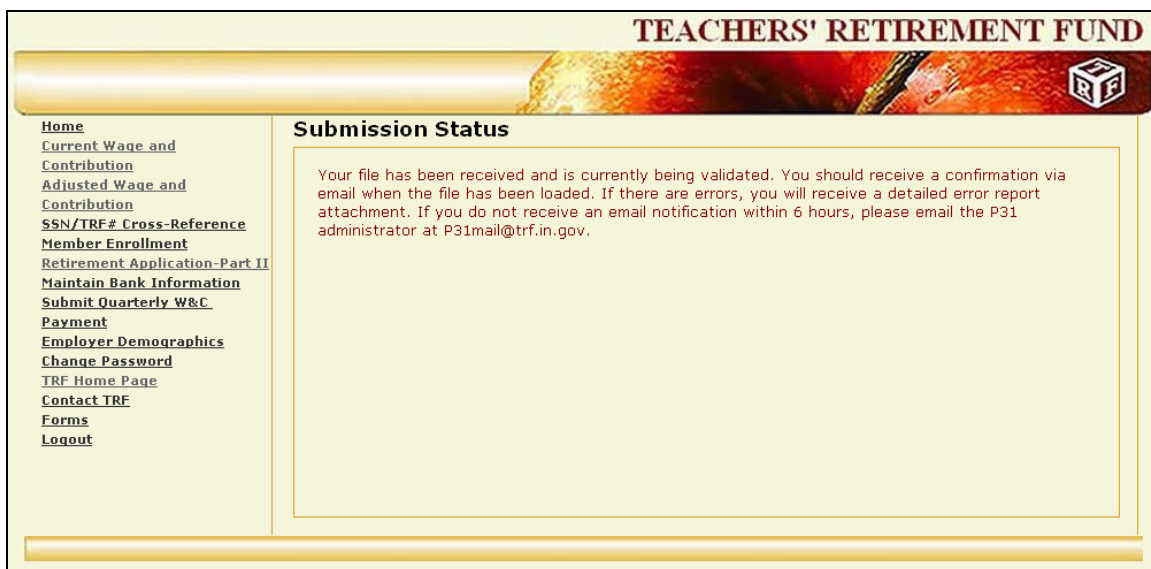 TEACHERS' RETIREMENT FUND
T
R F
Home
Current Wage and
Contribution
Adjusted Wage and
Contribution
SSN/TRF# Cross-Reference
Member Enrollment
Retirement Application-Part II
Maintain Bank Information
Submit Quarterly W&C
Payment
Employer Demographics
Change Password
TRF Home Page
Contact TRF
Forms
Logout
Submission Status
Your file has been received and is currently being validated. You should receive a confirmation via
email when the file has been loaded. If there are errors, you will receive a detailed error report
attachment. If you do not receive an email notification within 6 hours, please email the P31
administrator at P31mail@trf.in.gov.